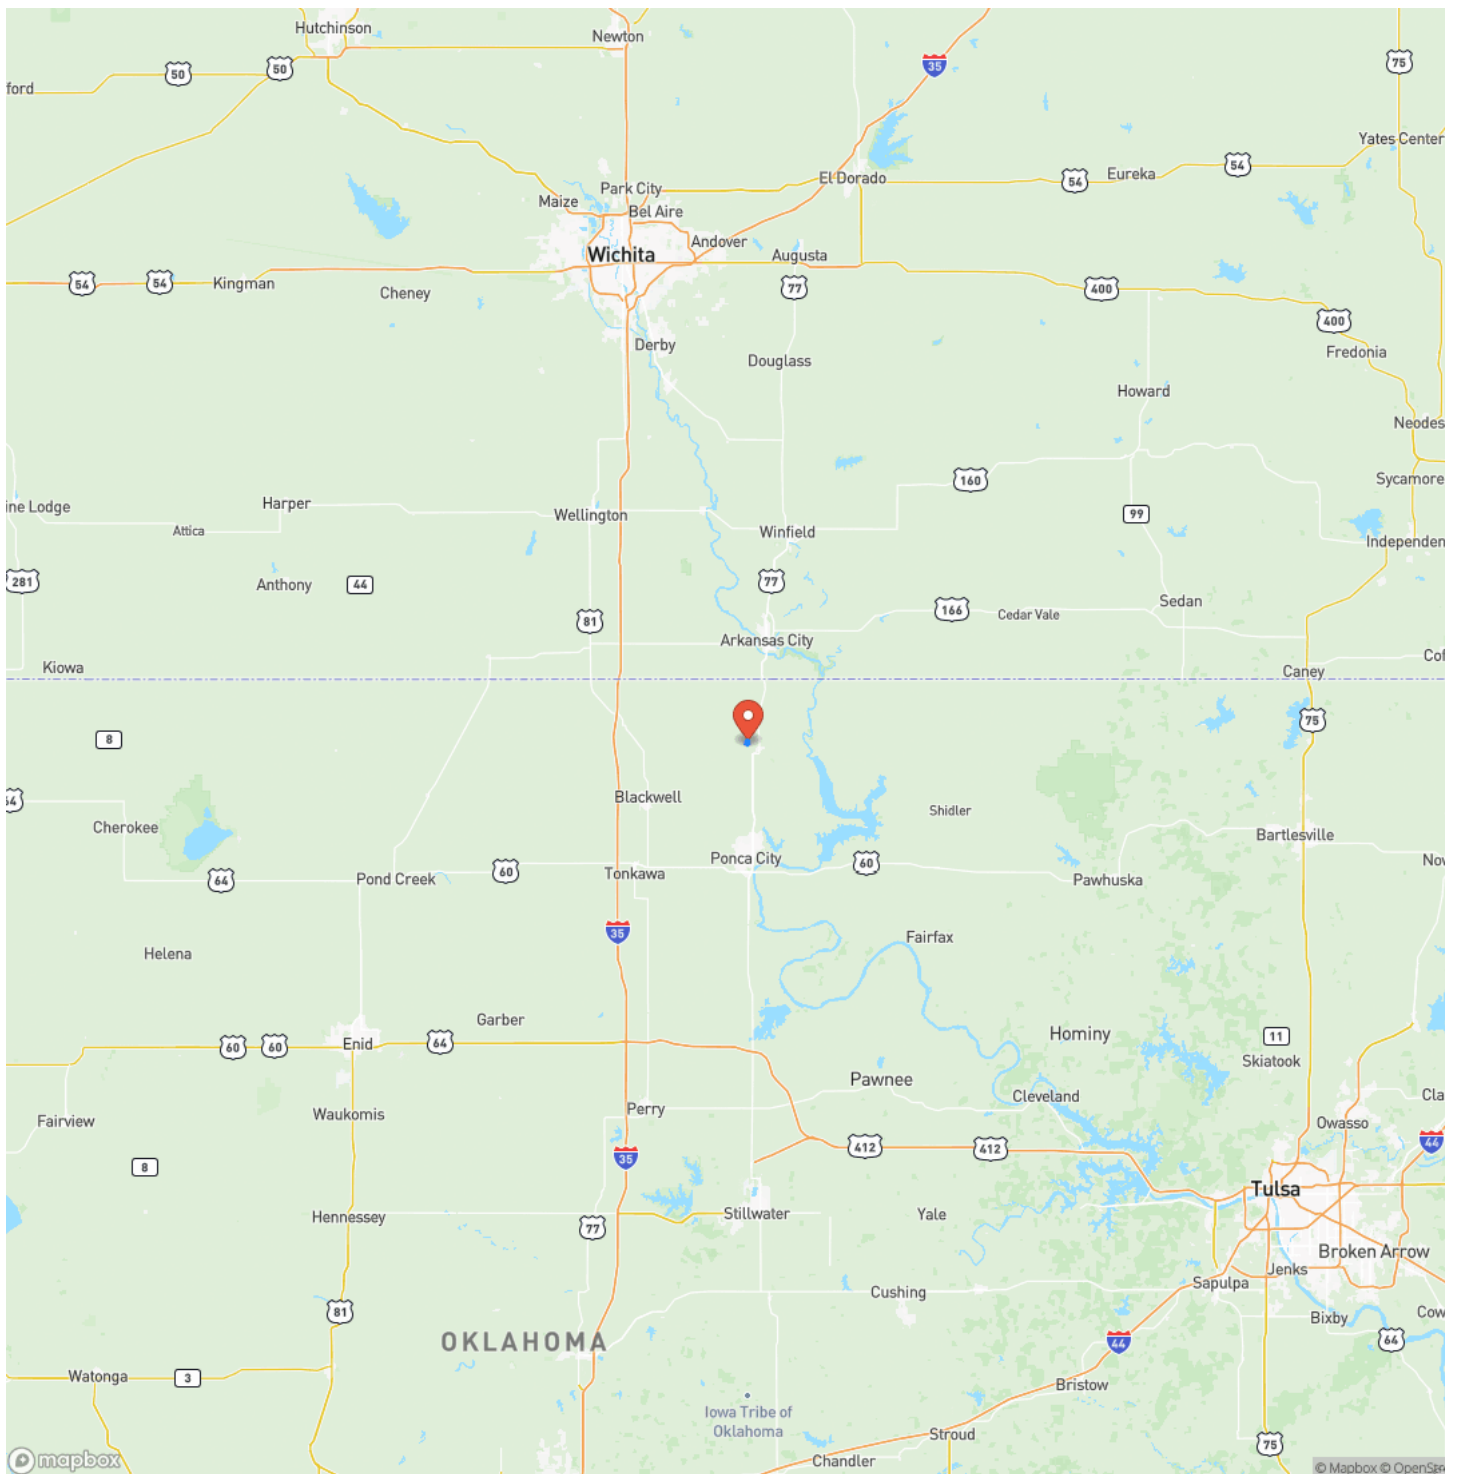 Hutchinson
Newton
50
50
35
75
ford
Yates Center
54
El Dorado
54
Eureka
Park City
Maize
Bel Aire
Andover
Wichita
Augusta
54
54
Kingman
Cheney
77
400
400
Derby
Douglass
Fredonia
Howard
Neodes
160
Sycamore
ine Lodge
Harper
Wellington
99
Attica
Winfield
Independen
281
Anthony
44
77
81
166
Cedar Vale
Sedan
Arkansas City
Kiowa
Caney
Cof
75
8
Blackwell
64
Shidler
Cherokee
Bartlesville
Ponca City
60
Nov
64
Pond Creek
60
Tonkawa
Pawhuska
35
Fairfax
Helena
Garber
Hominy
60
60
Enid
64
11
Skiatook
Pawnee
Cleveland
Cla
Fairview
Waukomis
Perry
Owasso
412
412
44
8
35
Tulsa
Hennessey
77
Stillwater
Yale
Broken Arrow
Jenks
Sapulpa
Cushing
81
Bixby
Cow
OKLAHOMA
44
64
Watonga
3
Bristow
Iowa Tribe of
Oklahoma
Stroud
75
Chandler
mapbox
© Mapbox © OpenStre